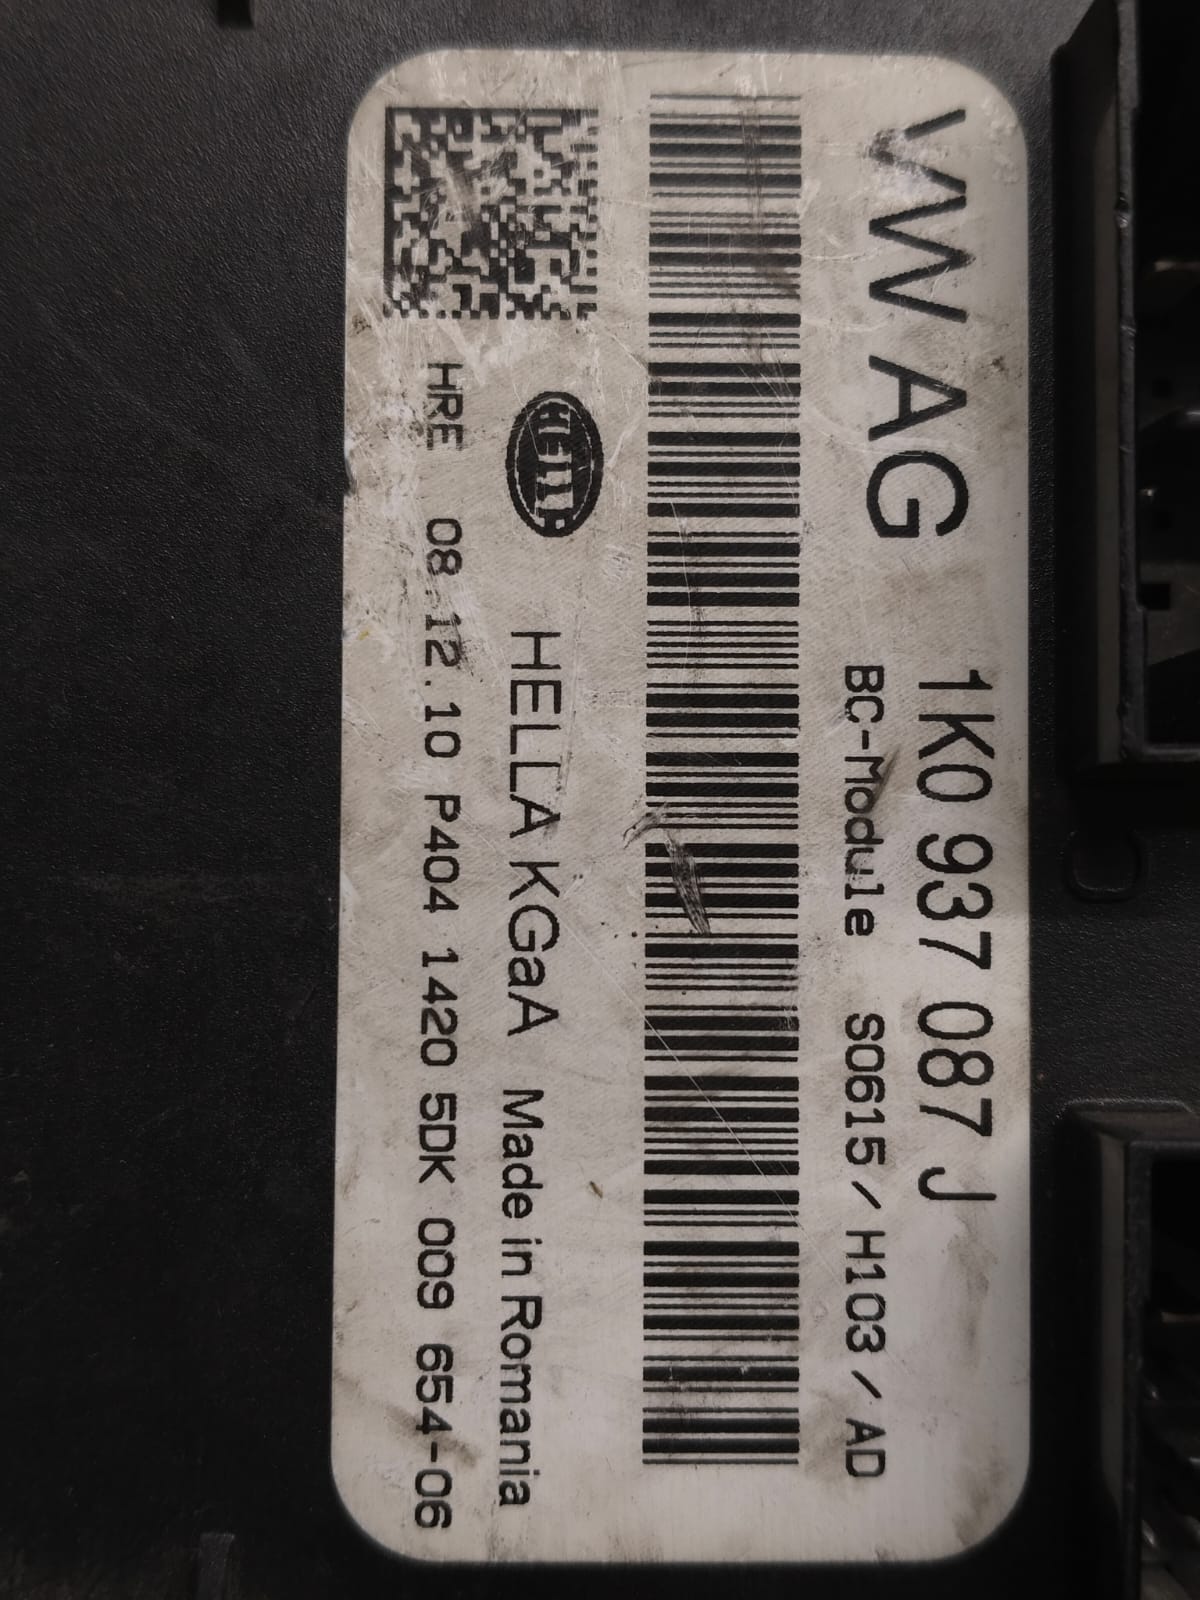 VW AG
1K0 937 087 J
BC-Module S0615 / H103 / AD
HELLA
HELLA KGaA Made in Romania
HRE 08.12.10 P404 1420 5DK 009 654-06